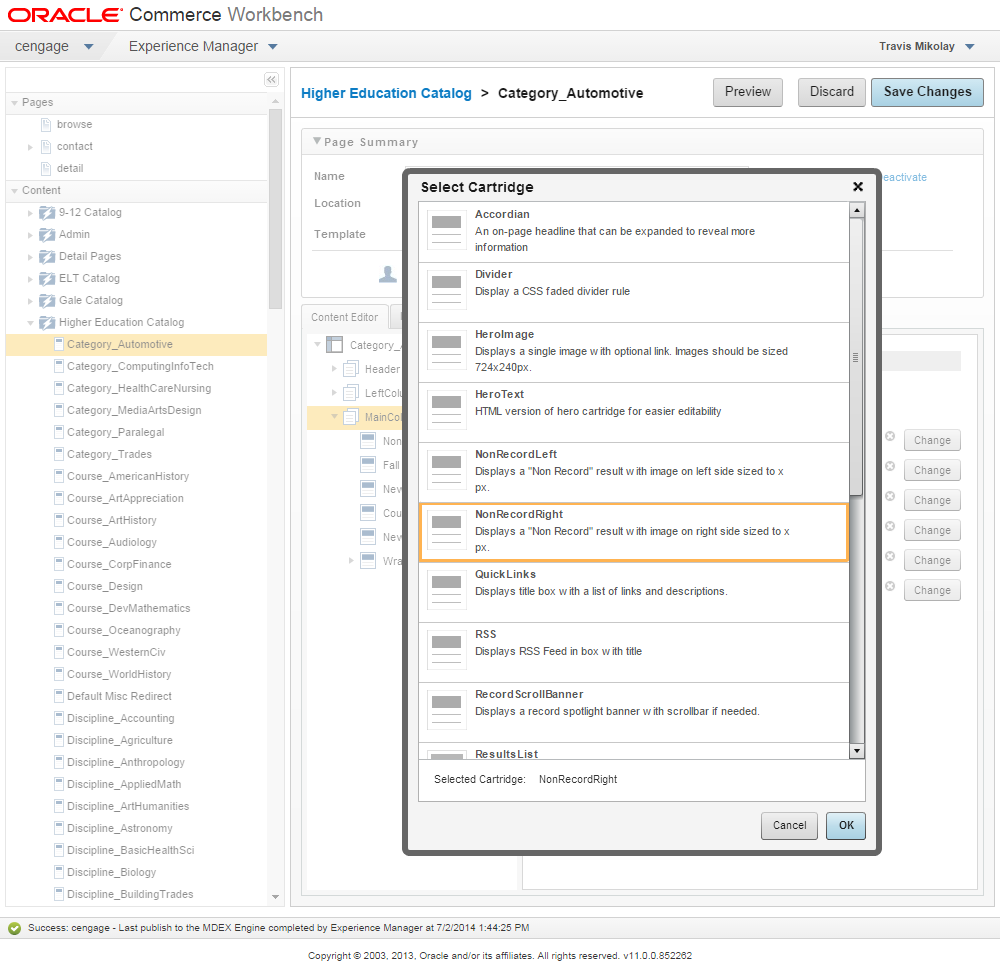 ORACLE Commerce Workbench
cengage Experience Manager Travis Mikolay
Pages
browse
contact
detail
Content
9-12 Catalog
Admin
Detail Pages
ELT Catalog
Gale Catalog
Higher Education Catalog
Category_Automotive
Category_ComputingInfoTech
Category_HealthCareNursing
Category_MediaArtsDesign
Category_Paralegal
Category_Trades
Course_AmericanHistory
Course_ArtAppreciation
Course_ArtHistory
Course_Audiology
Course_CorpFinance
Course_Design
Course_DevMathematics
Course_Oceanography
Course_WesternCiv
Course_WorldHistory
Default Misc Redirect
Discipline_Accounting
Discipline_Agriculture
Discipline_Anthropology
Discipline_AppliedMath
Discipline_ArtHumanities
Discipline_Astronomy
Discipline_BasicHealthSci
Discipline_Biology
Discipline_BuildingTrades
Higher Education Catalog > Category_Automotive
Preview Discard Save Changes
Page Summary
Name
Location
Template
eactivate
Content Editor
Category_
Header
LeftColu
MainCol
Non
Fall
New
Cou
New
Wra
Change
Change
Change
Change
Change
Change
Select Cartridge
Accordian
An on-page headline that can be expanded to reveal more
information
Divider
Display a CSS faded divider rule
HeroImage
Displays a single image with optional link. Images should be sized
724x240px.
HeroText
HTML version of hero cartridge for easier editability
NonRecordLeft
Displays a "Non Record" result with image on left side sized to x
px.
NonRecordRight
Displays a "Non Record" result with image on right side sized to x
px.
QuickLinks
Displays title box with a list of links and descriptions.
RSS
Displays RSS Feed in box with title
RecordScrollBanner
Displays a record spotlight banner with scrollbar if needed.
ResultsList
Selected Cartridge: NonRecordRight
Cancel OK
Success: cengage - Last publish to the MDEX Engine completed by Experience Manager at 7/2/2014 1:44:25 PM
Copyright © 2003, 2013, Oracle and/or its affiliates. All rights reserved. v11.0.0.852262